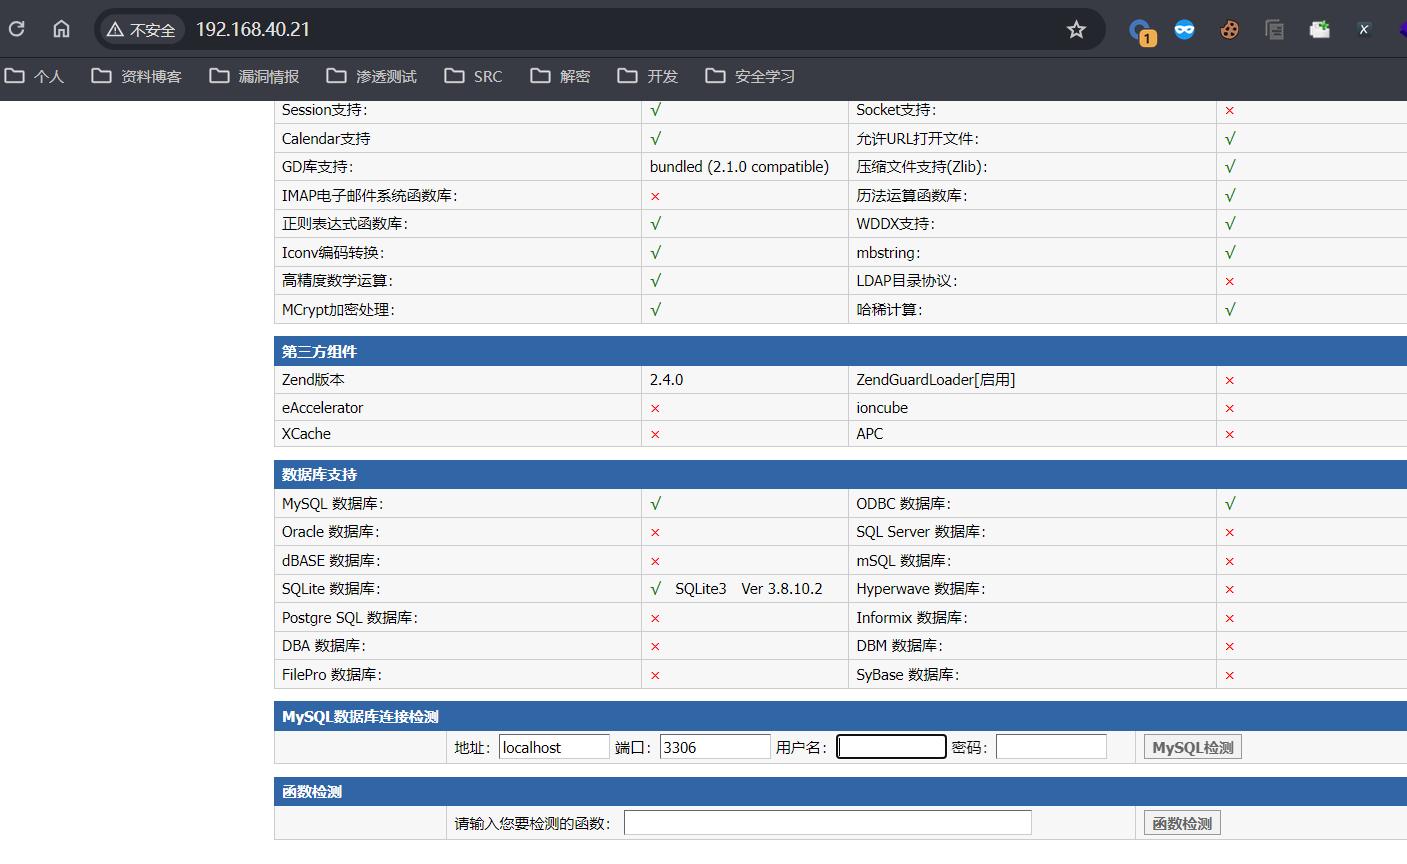 不安全 192.168.40.21
1
个人 资料博客 漏洞情报 渗透测试 SRC 解密 开发 安全学习
Session支持： √ Socket支持： ×
Calendar支持 √ 允许URL打开文件： √
GD库支持： bundled (2.1.0 compatible) 压缩文件支持(Zlib)： √
IMAP电子邮件系统函数库： × 历法运算函数库： √
正则表达式函数库： √ WDDX支持： √
Iconv编码转换： √ mbstring： √
高精度数学运算： √ LDAP目录协议： ×
MCrypt加密处理： √ 哈稀计算： √
第三方组件
Zend版本 2.4.0 ZendGuardLoader[启用] ×
eAccelerator × ioncube ×
XCache × APC ×
数据库支持
MySQL 数据库： √ ODBC 数据库： √
Oracle 数据库： × SQL Server 数据库： ×
dBASE 数据库： × mSQL 数据库： ×
SQLite 数据库： √ SQLite3 Ver 3.8.10.2 Hyperwave 数据库： ×
Postgre SQL 数据库： × Informix 数据库： ×
DBA 数据库： × DBM 数据库： ×
FilePro 数据库： × SyBase 数据库： ×
MySQL数据库连接检测
地址： localhost 端口： 3306 用户名： 密码： MySQL检测
函数检测
请输入您要检测的函数： 函数检测